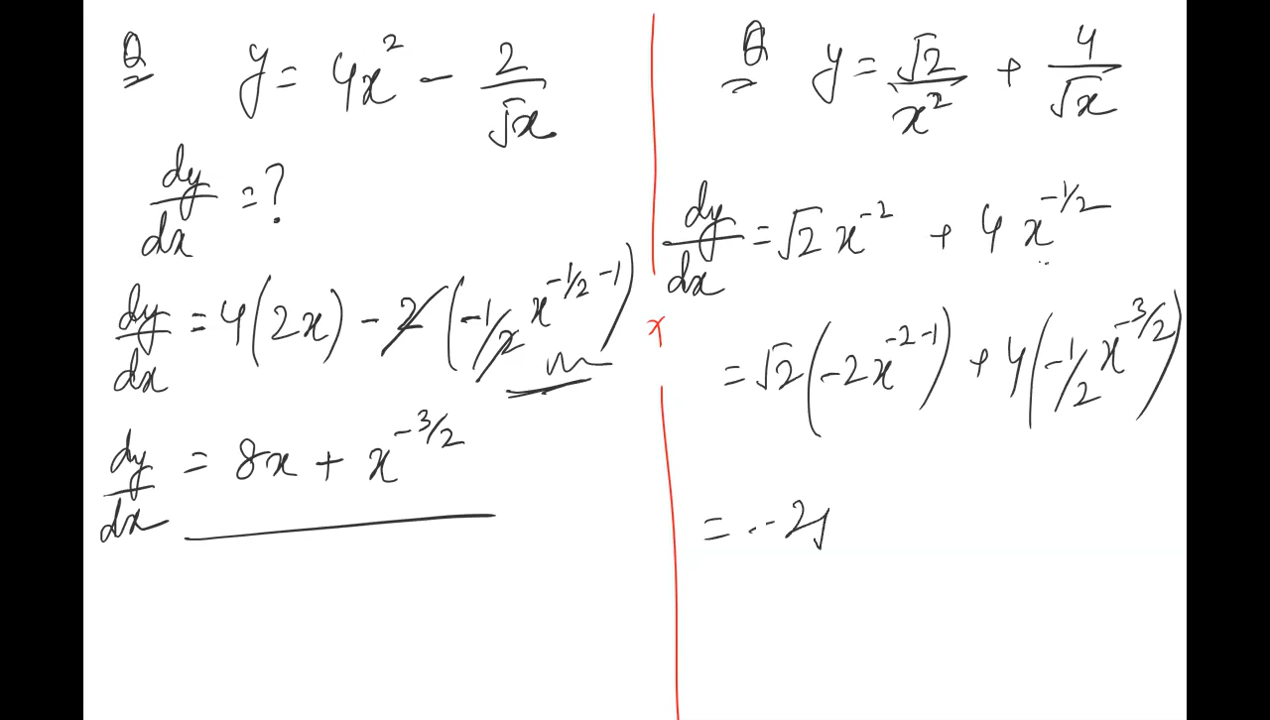 Q y = 4x² - 2/√x
dy/dx = ?
dy/dx = 4(2x) - 2(-1/2 x^(-1/2 -1))
dy/dx = 8x + x^(-3/2)
Q y = √2/x² + 4/√x
dy/dx = √2 x^(-2) + 4 x^(-1/2)
= √2(-2x^(-2-1)) + 4(-1/2 x^(-3/2))
= -2